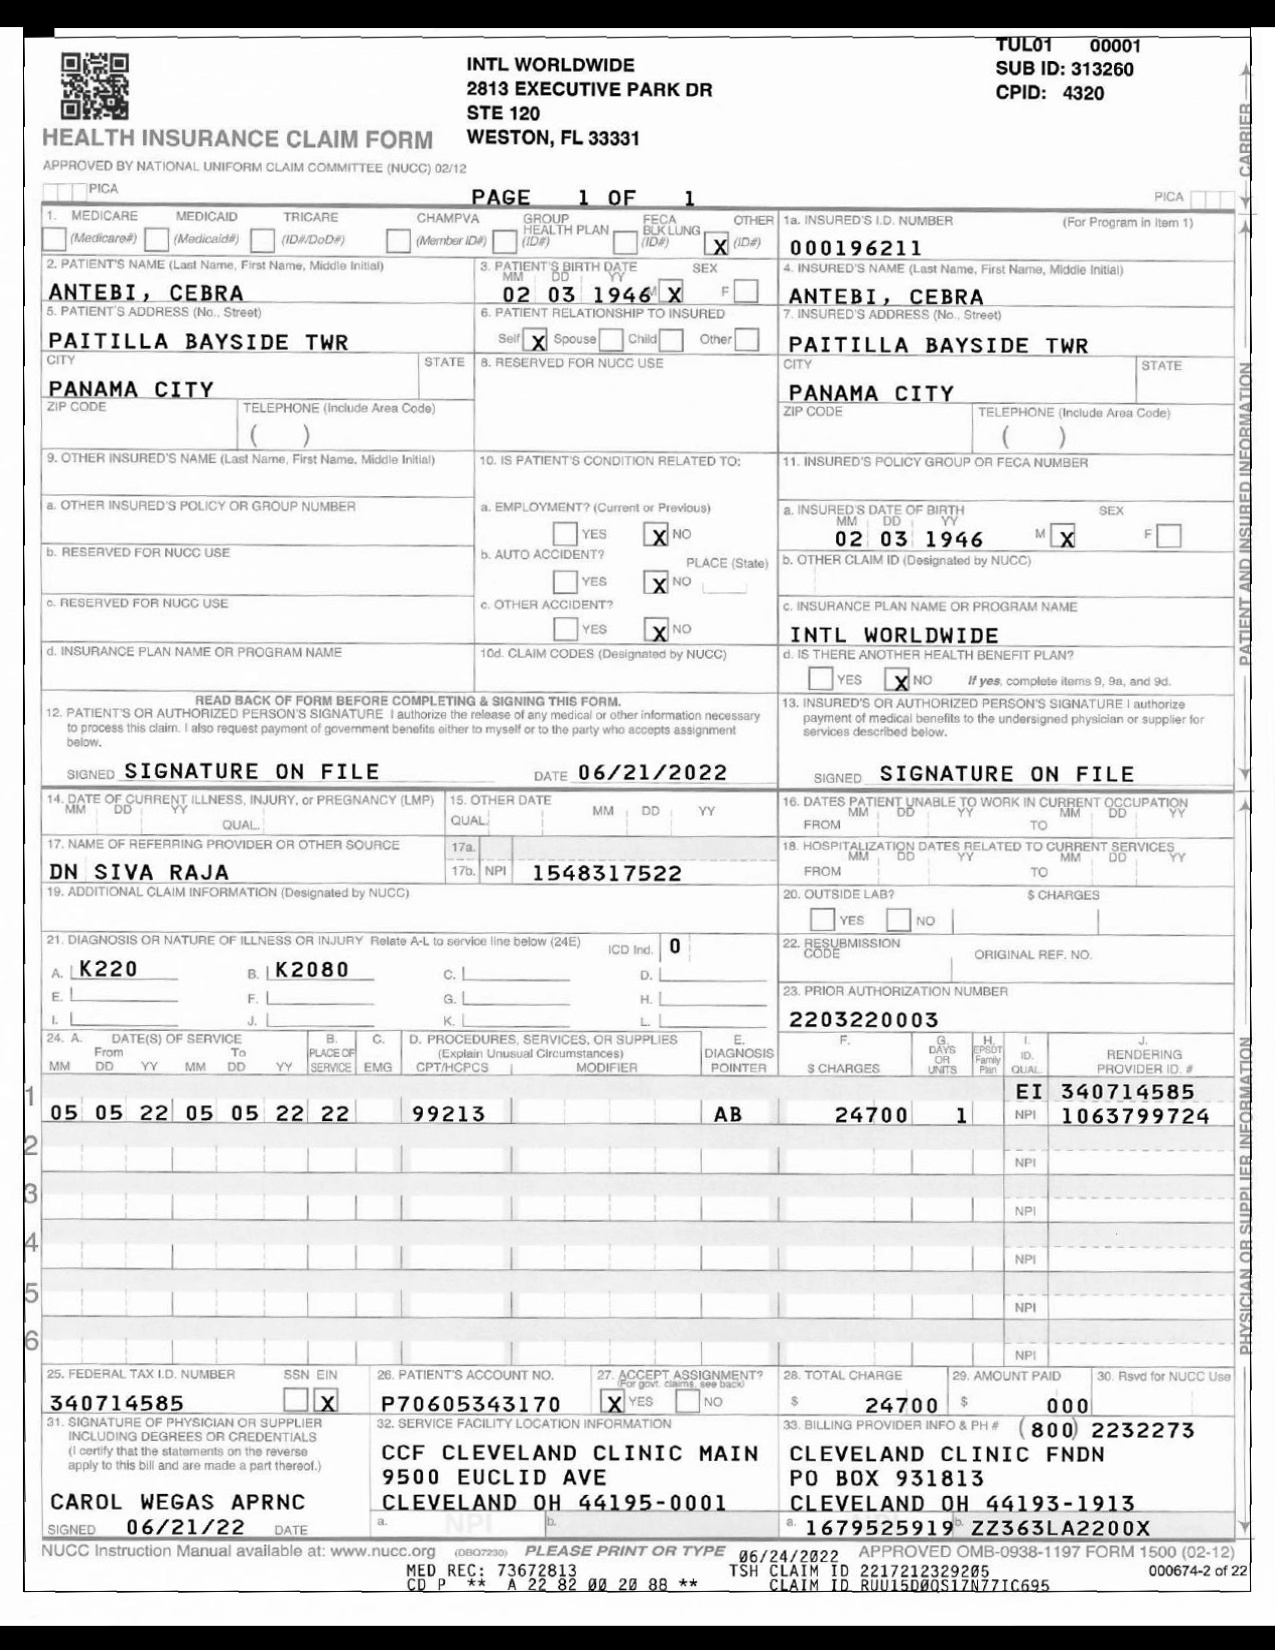 TUL01 00001
INTL WORLDWIDE
SUB ID: 313260
2813 EXECUTIVE PARK DR
CPID: 4320
STE 120
HEALTH INSURANCE CLAIM FORM WESTON, FL 33331
APPROVED BY NATIONAL UNIFORM CLAIM COMMITTEE (NUCC) 02/12
PICA PAGE 1 OF 1 PICA
CARRIER
1. MEDICARE MEDICAID TRICARE CHAMPVA GROUP HEALTH PLAN FECA BLK LUNG OTHER
(Medicare#) (Medicaid#) (ID#/DoD#) (Member ID#) (ID#) (ID#) X (ID#)
1a. INSURED'S I.D. NUMBER (For Program in Item 1)
000196211
2. PATIENT'S NAME (Last Name, First Name, Middle Initial)
ANTEBI, CEBRA
3. PATIENT'S BIRTH DATE SEX
MM DD YY
02 03 1946 M X F
4. INSURED'S NAME (Last Name, First Name, Middle Initial)
ANTEBI, CEBRA
5. PATIENT'S ADDRESS (No., Street)
PAITILLA BAYSIDE TWR
6. PATIENT RELATIONSHIP TO INSURED
Self X Spouse Child Other
7. INSURED'S ADDRESS (No., Street)
PAITILLA BAYSIDE TWR
CITY STATE
PANAMA CITY
8. RESERVED FOR NUCC USE
CITY STATE
PANAMA CITY
ZIP CODE TELEPHONE (Include Area Code)
( )
ZIP CODE TELEPHONE (Include Area Code)
( )
9. OTHER INSURED'S NAME (Last Name, First Name, Middle Initial)
10. IS PATIENT'S CONDITION RELATED TO:
11. INSURED'S POLICY GROUP OR FECA NUMBER
a. OTHER INSURED'S POLICY OR GROUP NUMBER
a. EMPLOYMENT? (Current or Previous)
YES X NO
a. INSURED'S DATE OF BIRTH SEX
MM DD YY
02 03 1946 M X F
b. RESERVED FOR NUCC USE
b. AUTO ACCIDENT? PLACE (State)
YES X NO
b. OTHER CLAIM ID (Designated by NUCC)
c. RESERVED FOR NUCC USE
c. OTHER ACCIDENT?
YES X NO
c. INSURANCE PLAN NAME OR PROGRAM NAME
INTL WORLDWIDE
d. INSURANCE PLAN NAME OR PROGRAM NAME
10d. CLAIM CODES (Designated by NUCC)
d. IS THERE ANOTHER HEALTH BENEFIT PLAN?
YES X NO If yes, complete items 9, 9a, and 9d.
READ BACK OF FORM BEFORE COMPLETING & SIGNING THIS FORM.
12. PATIENT'S OR AUTHORIZED PERSON'S SIGNATURE I authorize the release of any medical or other information necessary
to process this claim. I also request payment of government benefits either to myself or to the party who accepts assignment
below.
SIGNED SIGNATURE ON FILE DATE 06/21/2022
13. INSURED'S OR AUTHORIZED PERSON'S SIGNATURE I authorize
payment of medical benefits to the undersigned physician or supplier for
services described below.
SIGNED SIGNATURE ON FILE
PATIENT AND INSURED INFORMATION
14. DATE OF CURRENT ILLNESS, INJURY, or PREGNANCY (LMP)
MM DD YY
QUAL.
15. OTHER DATE
QUAL. MM DD YY
16. DATES PATIENT UNABLE TO WORK IN CURRENT OCCUPATION
MM DD YY MM DD YY
FROM TO
17. NAME OF REFERRING PROVIDER OR OTHER SOURCE
DN SIVA RAJA
17a.
17b. NPI 1548317522
18. HOSPITALIZATION DATES RELATED TO CURRENT SERVICES
MM DD YY MM DD YY
FROM TO
19. ADDITIONAL CLAIM INFORMATION (Designated by NUCC)
20. OUTSIDE LAB? $ CHARGES
YES NO
21. DIAGNOSIS OR NATURE OF ILLNESS OR INJURY Relate A-L to service line below (24E) ICD Ind. 0
A. K220 B. K2080 C. D.
E. F. G. H.
I. J. K. L.
22. RESUBMISSION CODE ORIGINAL REF. NO.
23. PRIOR AUTHORIZATION NUMBER
2203220003
24. A. DATE(S) OF SERVICE B. C. D. PROCEDURES, SERVICES, OR SUPPLIES E. F. G. H. I. J.
From To PLACE OF (Explain Unusual Circumstances) DIAGNOSIS DAYS OR UNITS EPSDT Family Plan ID. RENDERING
MM DD YY MM DD YY SERVICE EMG CPT/HCPCS MODIFIER POINTER $ CHARGES QUAL. PROVIDER ID. #
1 EI 340714585
05 05 22 05 05 22 22 99213 AB 24700 1 NPI 1063799724
2 NPI
3 NPI
4 NPI
5 NPI
6 NPI
PHYSICIAN OR SUPPLIER INFORMATION
25. FEDERAL TAX I.D. NUMBER SSN EIN
340714585 X
26. PATIENT'S ACCOUNT NO.
P70605343170
27. ACCEPT ASSIGNMENT?
(For govt. claims, see back)
X YES NO
28. TOTAL CHARGE
$ 24700
29. AMOUNT PAID
$ 000
30. Rsvd for NUCC Use
31. SIGNATURE OF PHYSICIAN OR SUPPLIER
INCLUDING DEGREES OR CREDENTIALS
(I certify that the statements on the reverse
apply to this bill and are made a part thereof.)
CAROL WEGAS APRNC
SIGNED 06/21/22 DATE
32. SERVICE FACILITY LOCATION INFORMATION
CCF CLEVELAND CLINIC MAIN
9500 EUCLID AVE
CLEVELAND OH 44195-0001
a. NPI b.
33. BILLING PROVIDER INFO & PH # (800) 2232273
CLEVELAND CLINIC FNDN
PO BOX 931813
CLEVELAND OH 44193-1913
a. 1679525919 b. ZZ363LA2200X
NUCC Instruction Manual available at: www.nucc.org (DBQ7230) PLEASE PRINT OR TYPE 06/24/2022 APPROVED OMB-0938-1197 FORM 1500 (02-12)
MED REC: 73672813 TSH CLAIM ID 2217212329205 000674-2 of 22
CD P ** A 22 82 00 20 88 ** CLAIM ID RUU15D0QS17N77IC695